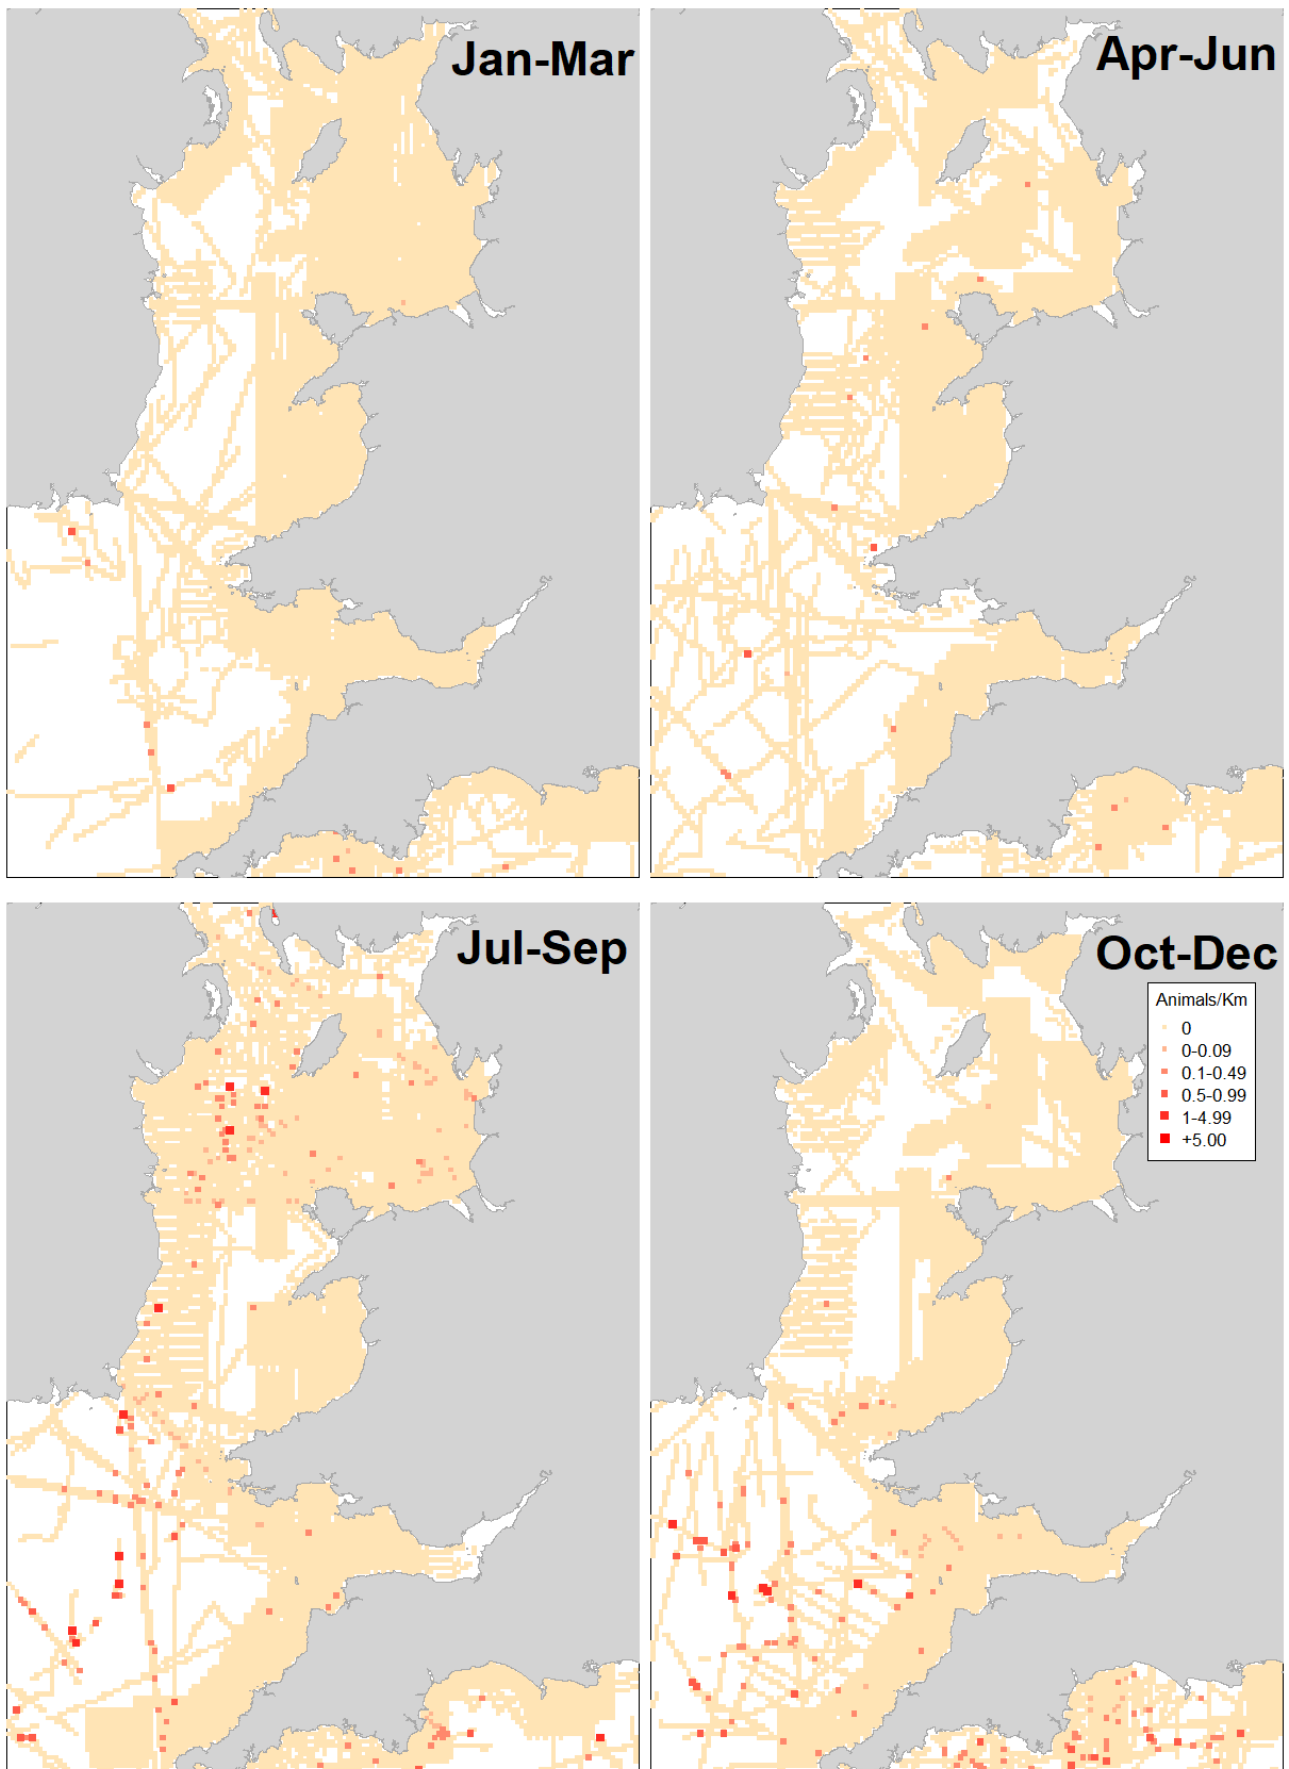 Jan-Mar
Apr-Jun
Jul-Sep
Oct-Dec
Animals/Km
0
0-0.09
0.1-0.49
0.5-0.99
1-4.99
+5.00